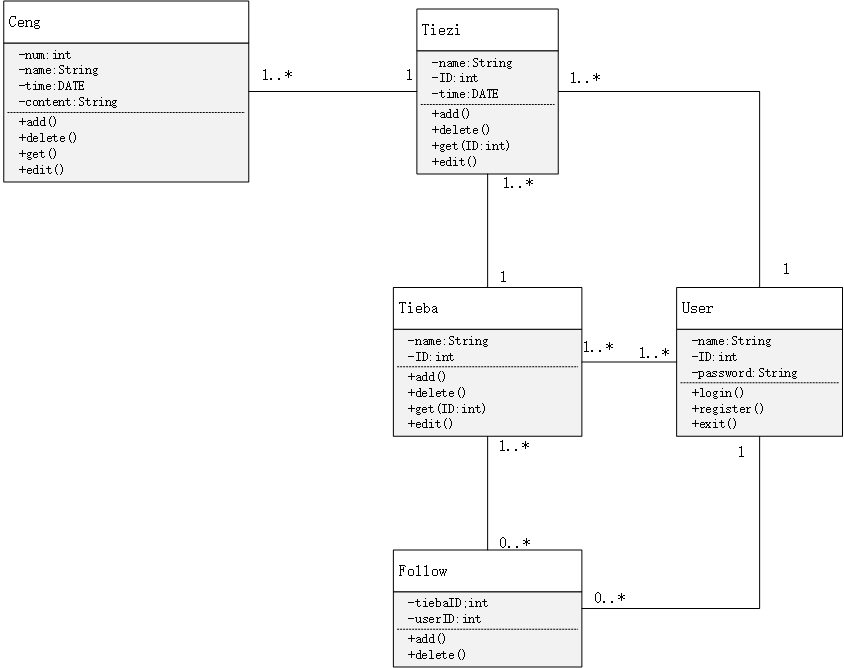 Ceng
-num:int
-name:String
-time:DATE
-content:String
+add()
+delete()
+get()
+edit()
1..*
1
Tiezi
-name:String
-ID:int
-time:DATE
+add()
+delete()
+get(ID:int)
+edit()
1..*
1..*
1
1
Tieba
-name:String
-ID:int
+add()
+delete()
+get(ID:int)
+edit()
1..*
1..*
User
-name:String
-ID:int
-password:String
+login()
+register()
+exit()
1..*
1
0..*
Follow
-tiebaID;int
-userID:int
+add()
+delete()
0..*